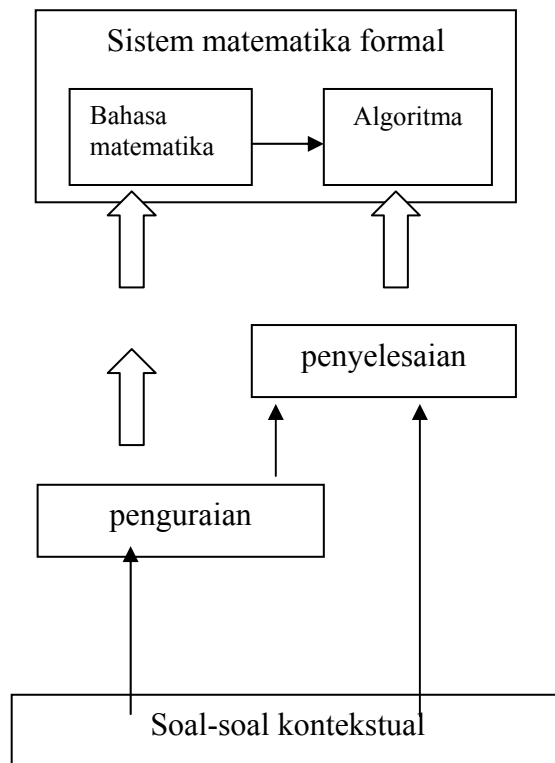 Sistem matematika formal
Bahasa
matematika
Algoritma
penyelesaian
penguraian
Soal-soal kontekstual